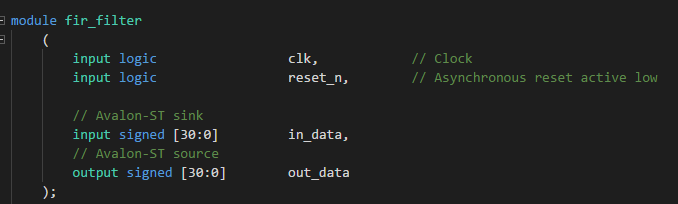 module fir_filter
(
input logic clk, // Clock
input logic reset_n, // Asynchronous reset active low
// Avalon-ST sink
input signed [30:0] in_data,
// Avalon-ST source
output signed [30:0] out_data
);